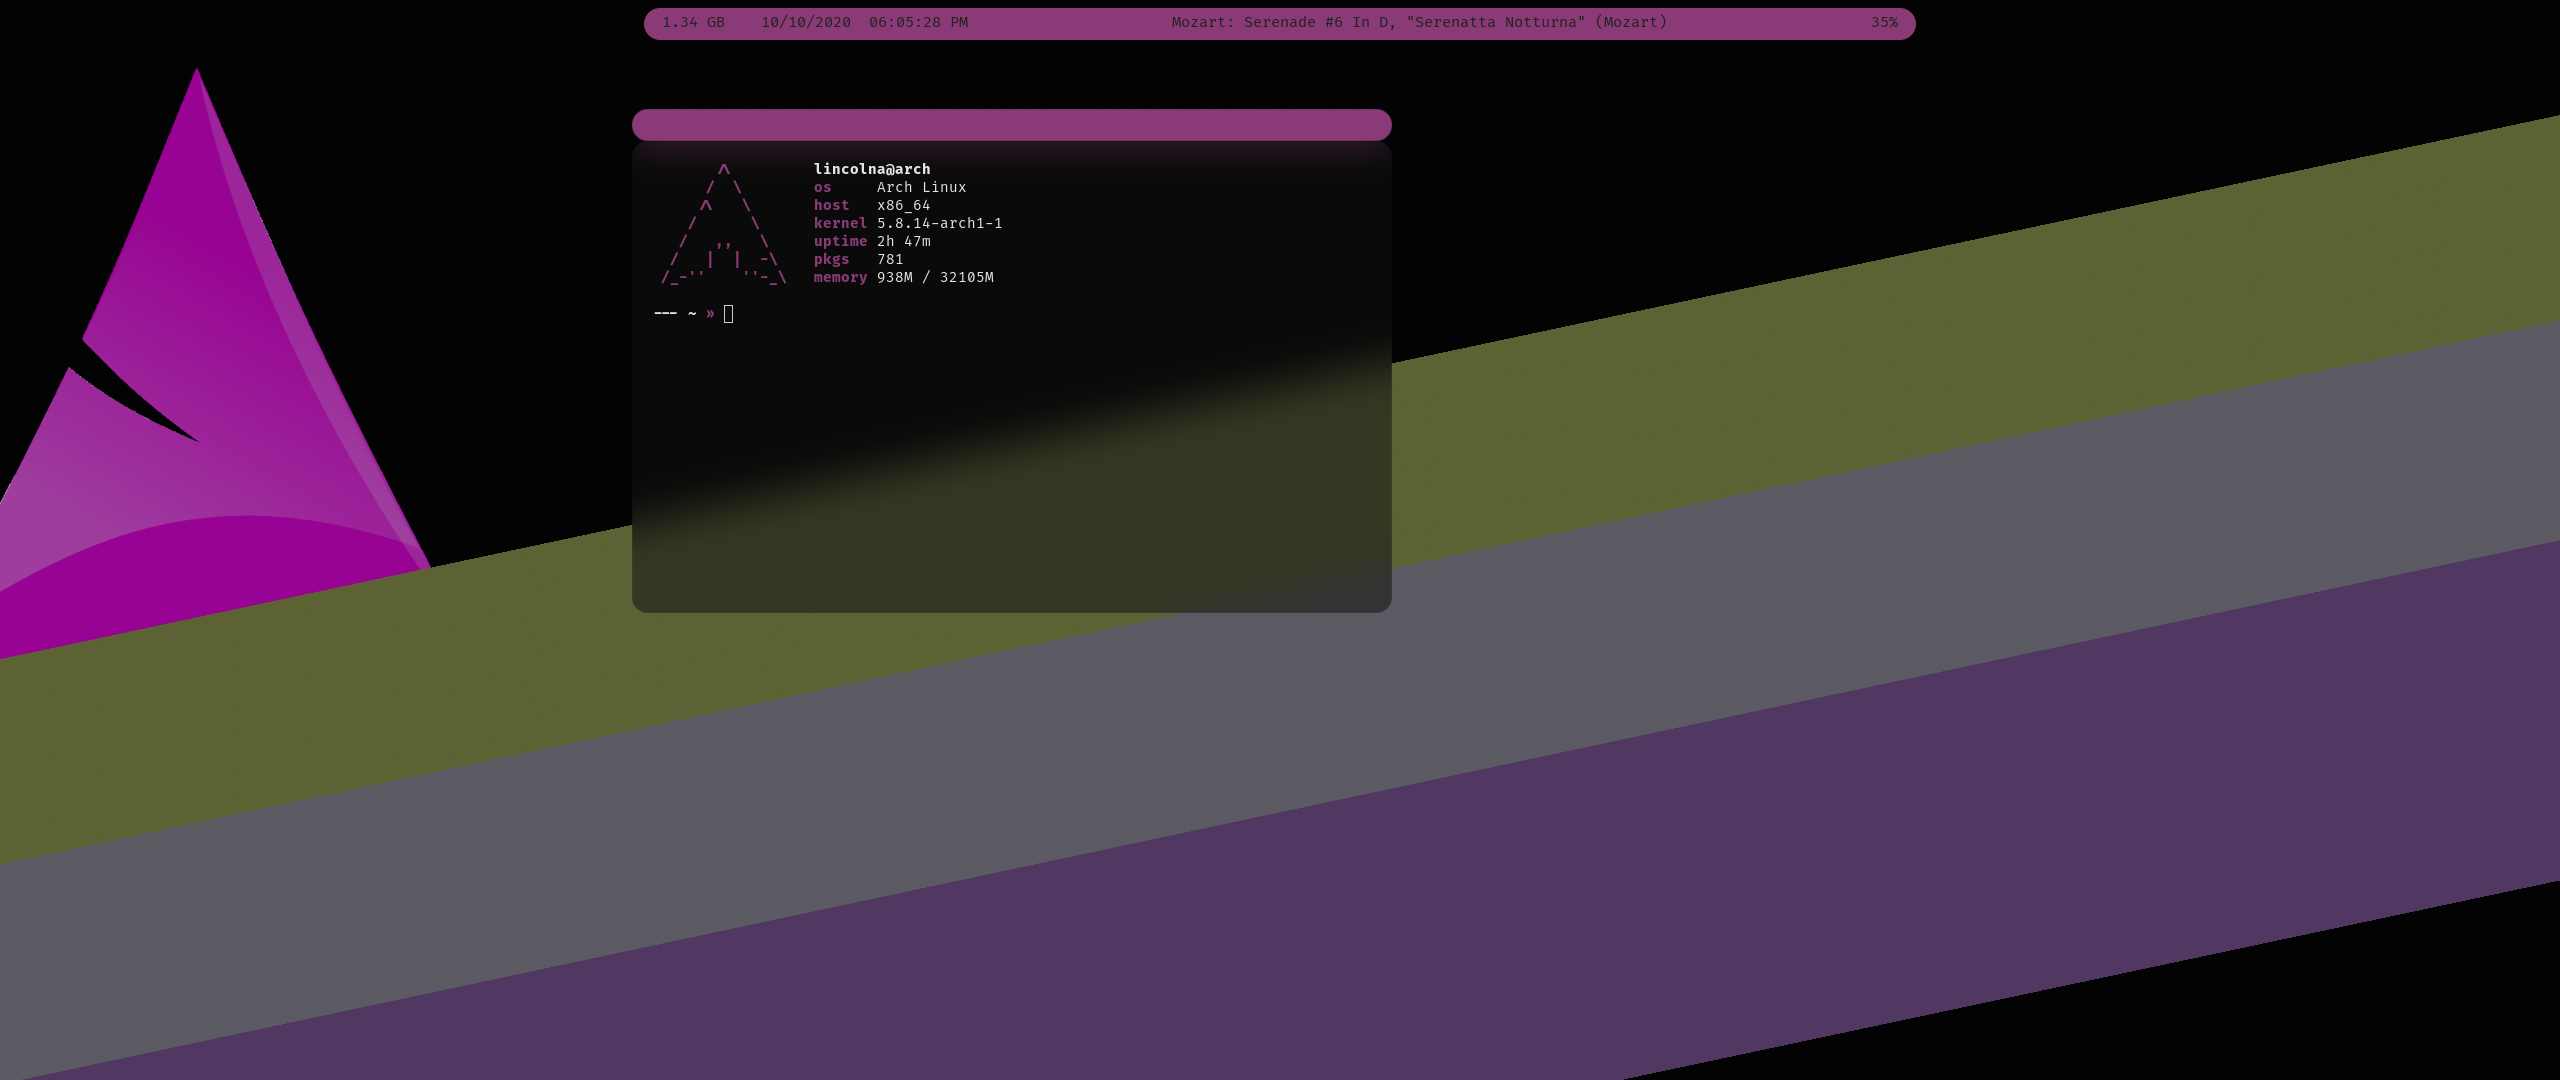 1.34 GB    10/10/2020  06:05:28 PM    Mozart: Serenade #6 In D, "Serenatta Notturna" (Mozart)    35%
lincolna@arch
os     Arch Linux
host   x86_64
kernel 5.8.14-arch1-1
uptime 2h 47m
pkgs   781
memory 938M / 32105M
--- ~ »